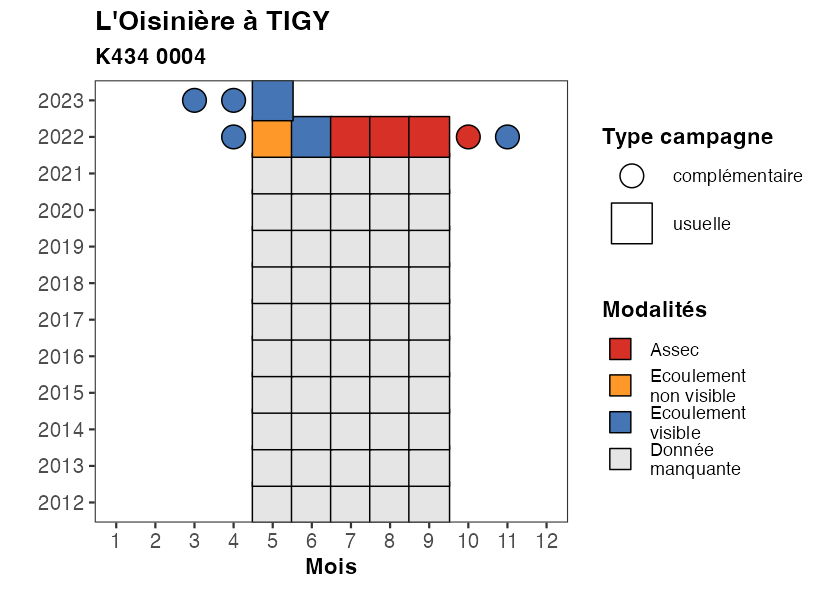 L'Oisinière à TIGY
K434 0004
2023
2022
2021
2020
2019
2018
2017
2016
2015
2014
2013
2012
1 2 3 4 5 6 7 8 9 10 11 12
Mois
Type campagne
complémentaire
usuelle
Modalités
Assec
Ecoulement
non visible
Ecoulement
visible
Donnée
manquante